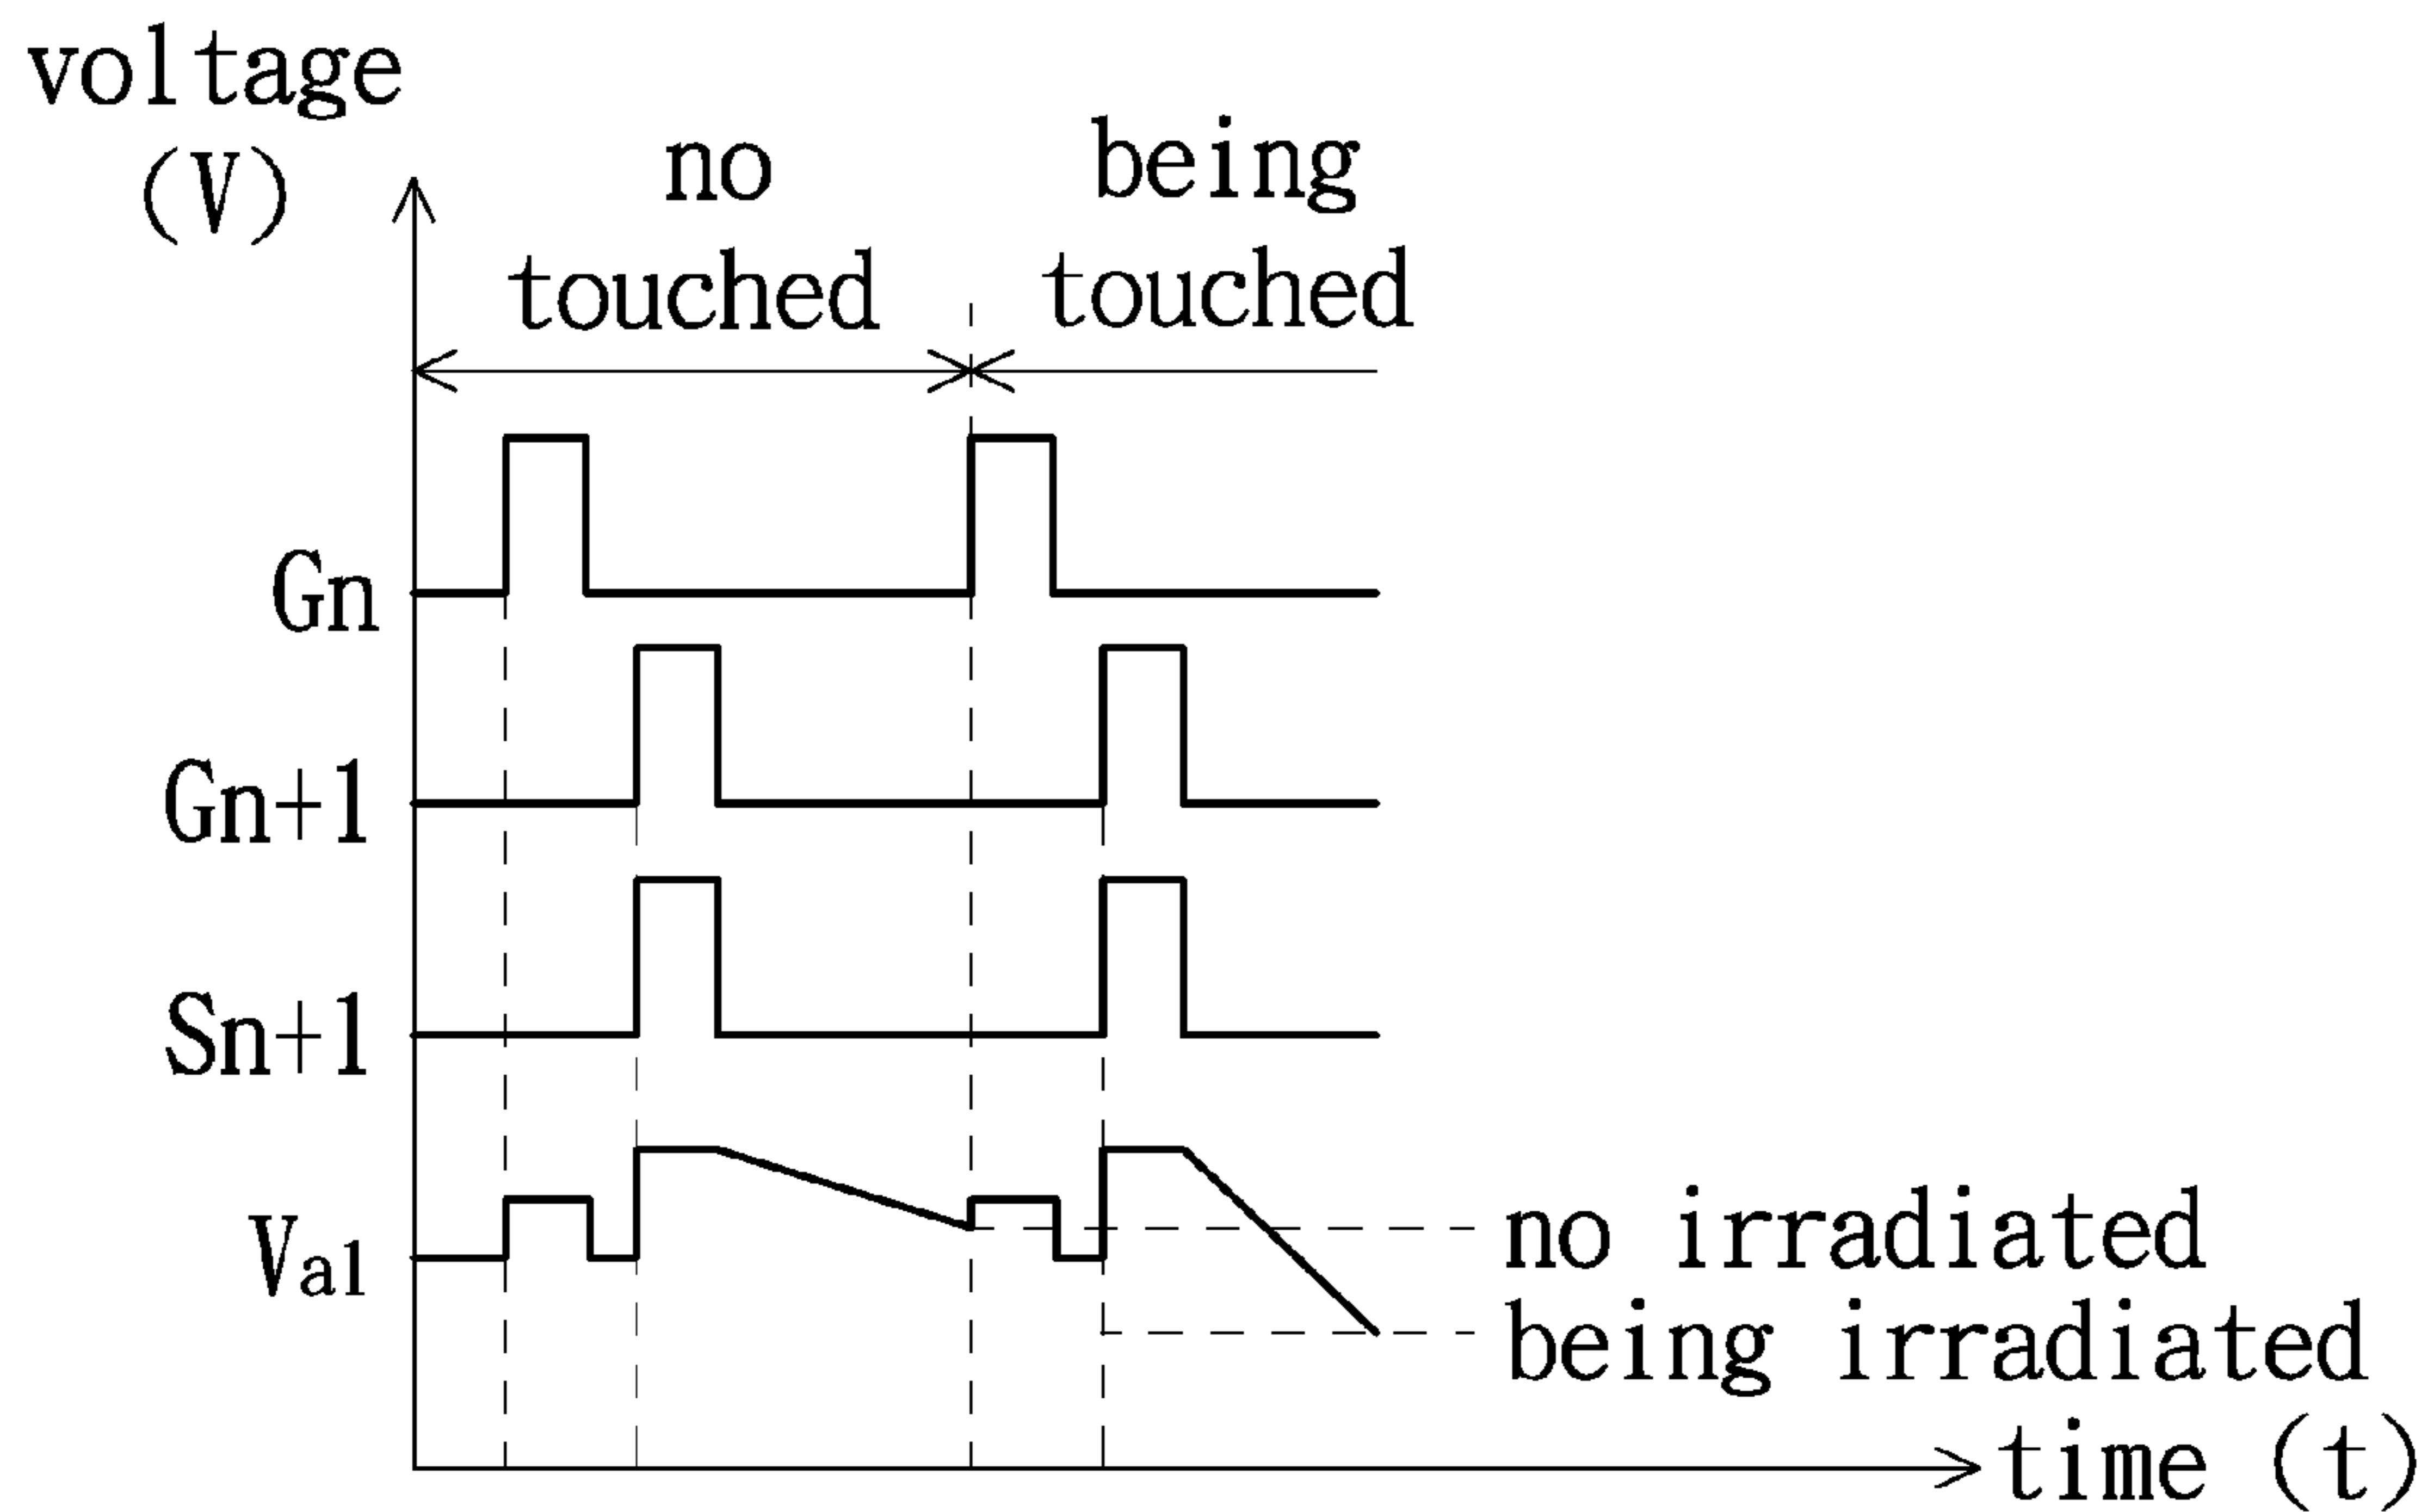 voltage
(V)
no
touched
being
touched
Gn
Gn+1
Sn+1
Va1
no irradiated
being irradiated
time (t)